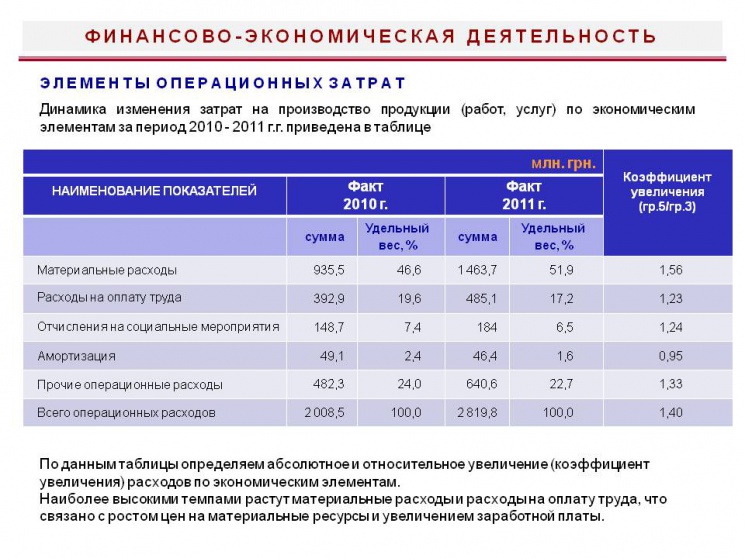 ФИНАНСОВО-ЭКОНОМИЧЕСКАЯ ДЕЯТЕЛЬНОСТЬ
ЭЛЕМЕНТЫ ОПЕРАЦИОННЫХ ЗАТРАТ
Динамика изменения затрат на производство продукции (работ, услуг) по экономическим
элементам за период 2010 - 2011 г.г. приведена в таблице
млн. грн.
Коэффициент
увеличения
(гр.5/гр.3)
НАИМЕНОВАНИЕ ПОКАЗАТЕЛЕЙ
Факт
2010 г.
Факт
2011 г.
сумма
Удельный
вес, %
сумма
Удельный
вес, %
Материальные расходы 935,5 46,6 1 463,7 51,9 1,56
Расходы на оплату труда 392,9 19,6 485,1 17,2 1,23
Отчисления на социальные мероприятия 148,7 7,4 184 6,5 1,24
Амортизация 49,1 2,4 46,4 1,6 0,95
Прочие операционные расходы 482,3 24,0 640,6 22,7 1,33
Всего операционных расходов 2 008,5 100,0 2 819,8 100,0 1,40
По данным таблицы определяем абсолютное и относительное увеличение (коэффициент
увеличения) расходов по экономическим элементам.
Наиболее высокими темпами растут материальные расходы и расходы на оплату труда, что
связано с ростом цен на материальные ресурсы и увеличением заработной платы.